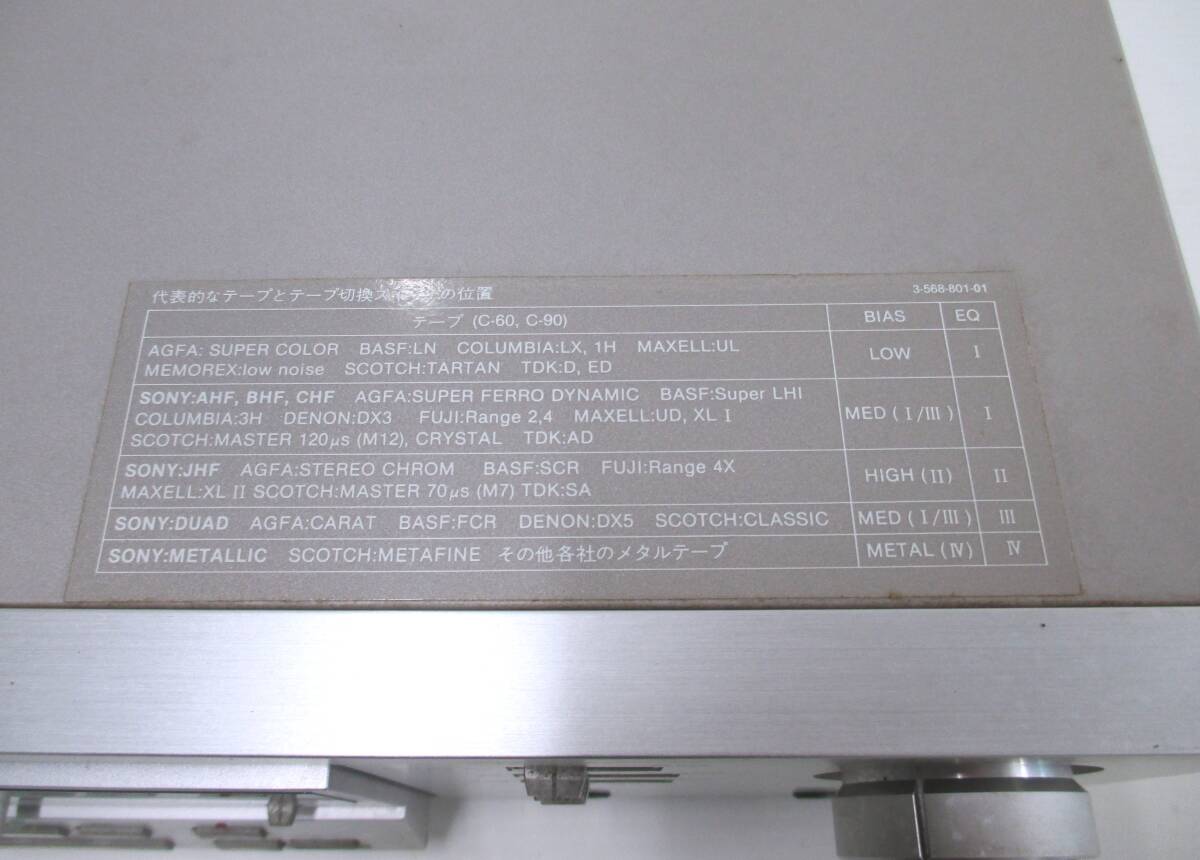 代表的なテープとテープ切換スイッチの位置 3-568-801-01
テープ (C-60, C-90) BIAS EQ
AGFA: SUPER COLOR BASF:LN COLUMBIA:LX, 1H MAXELL:UL
MEMOREX:low noise SCOTCH:TARTAN TDK:D, ED
LOW I
SONY:AHF, BHF, CHF AGFA:SUPER FERRO DYNAMIC BASF:Super LHI
COLUMBIA:3H DENON:DX3 FUJI:Range 2,4 MAXELL:UD, XL I
SCOTCH:MASTER 120μs (M12), CRYSTAL TDK:AD
MED (I/III) I
SONY:JHF AGFA:STEREO CHROM BASF:SCR FUJI:Range 4X
MAXELL:XL II SCOTCH:MASTER 70μs (M7) TDK:SA
HIGH (II) II
SONY:DUAD AGFA:CARAT BASF:FCR DENON:DX5 SCOTCH:CLASSIC MED (I/III) III
SONY:METALLIC SCOTCH:METAFINE その他各社のメタルテープ METAL (IV) IV